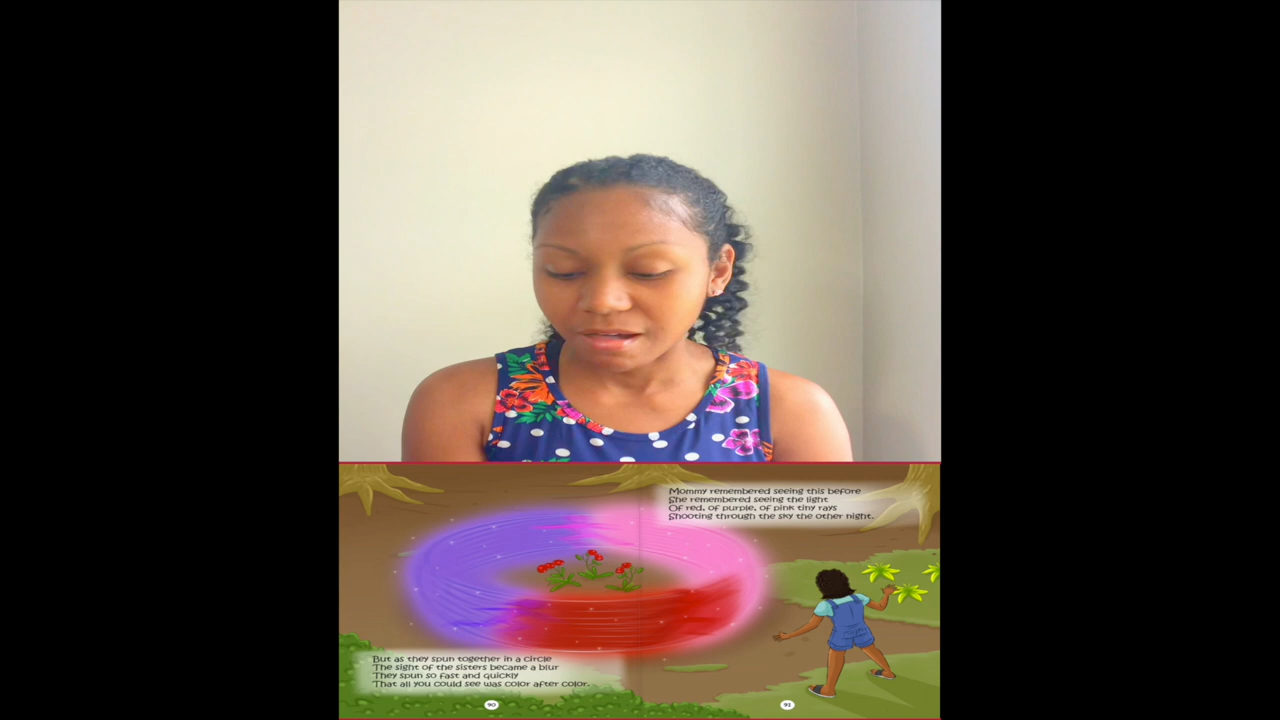 But as they spun together in a circle
The sight of the sisters became a blur
They spun so fast and quickly
That all you could see was color after color.
90
Mommy remembered seeing this before
She remembered seeing the light
Of red, of purple, of pink tiny rays
Shooting through the sky the other night.
91